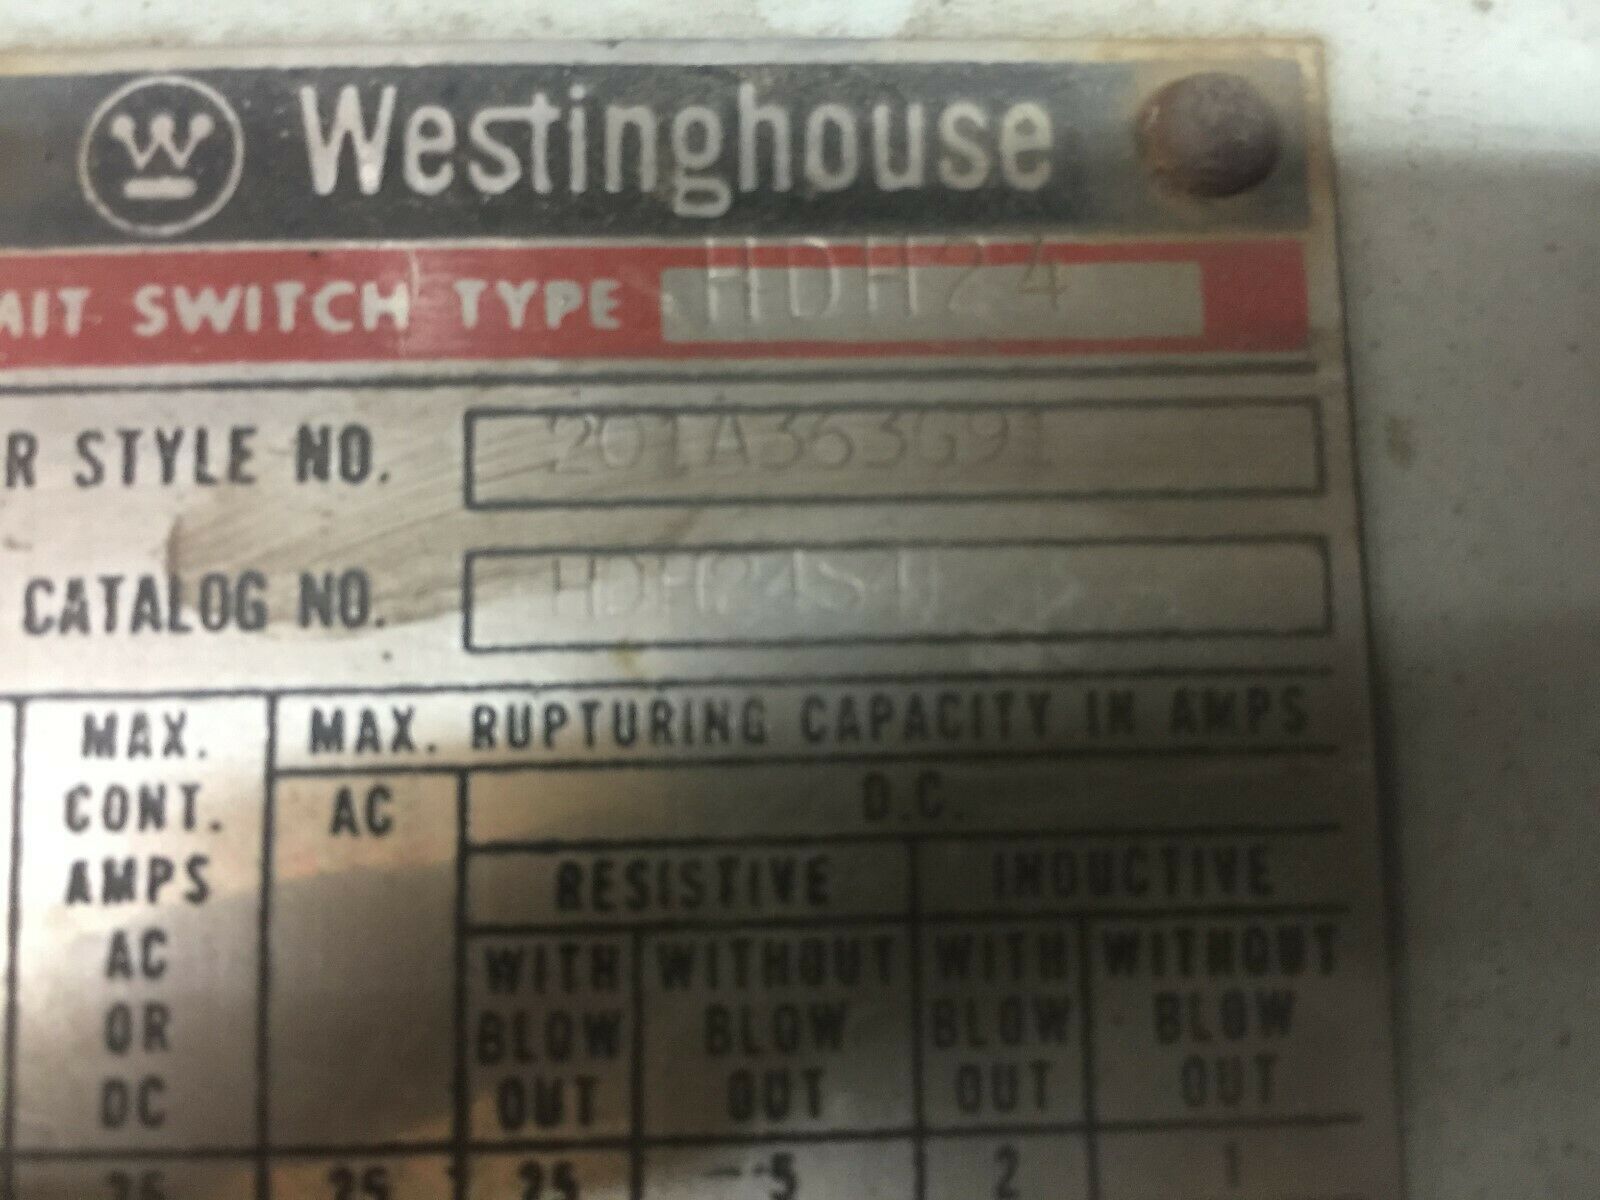 W Westinghouse
MIT SWITCH TYPE HDH24
R STYLE NO. 201A363G91
CATALOG NO.
MAX. RUPTURING CAPACITY IN AMPS
MAX.
CONT.
AMPS
AC
OR
DC
AC
D.C.
RESISTIVE
INDUCTIVE
WITH
BLOW
OUT
WITHOUT
BLOW
OUT
WITH
BLOW
OUT
WITHOUT
BLOW
OUT
25 25 5 2 1